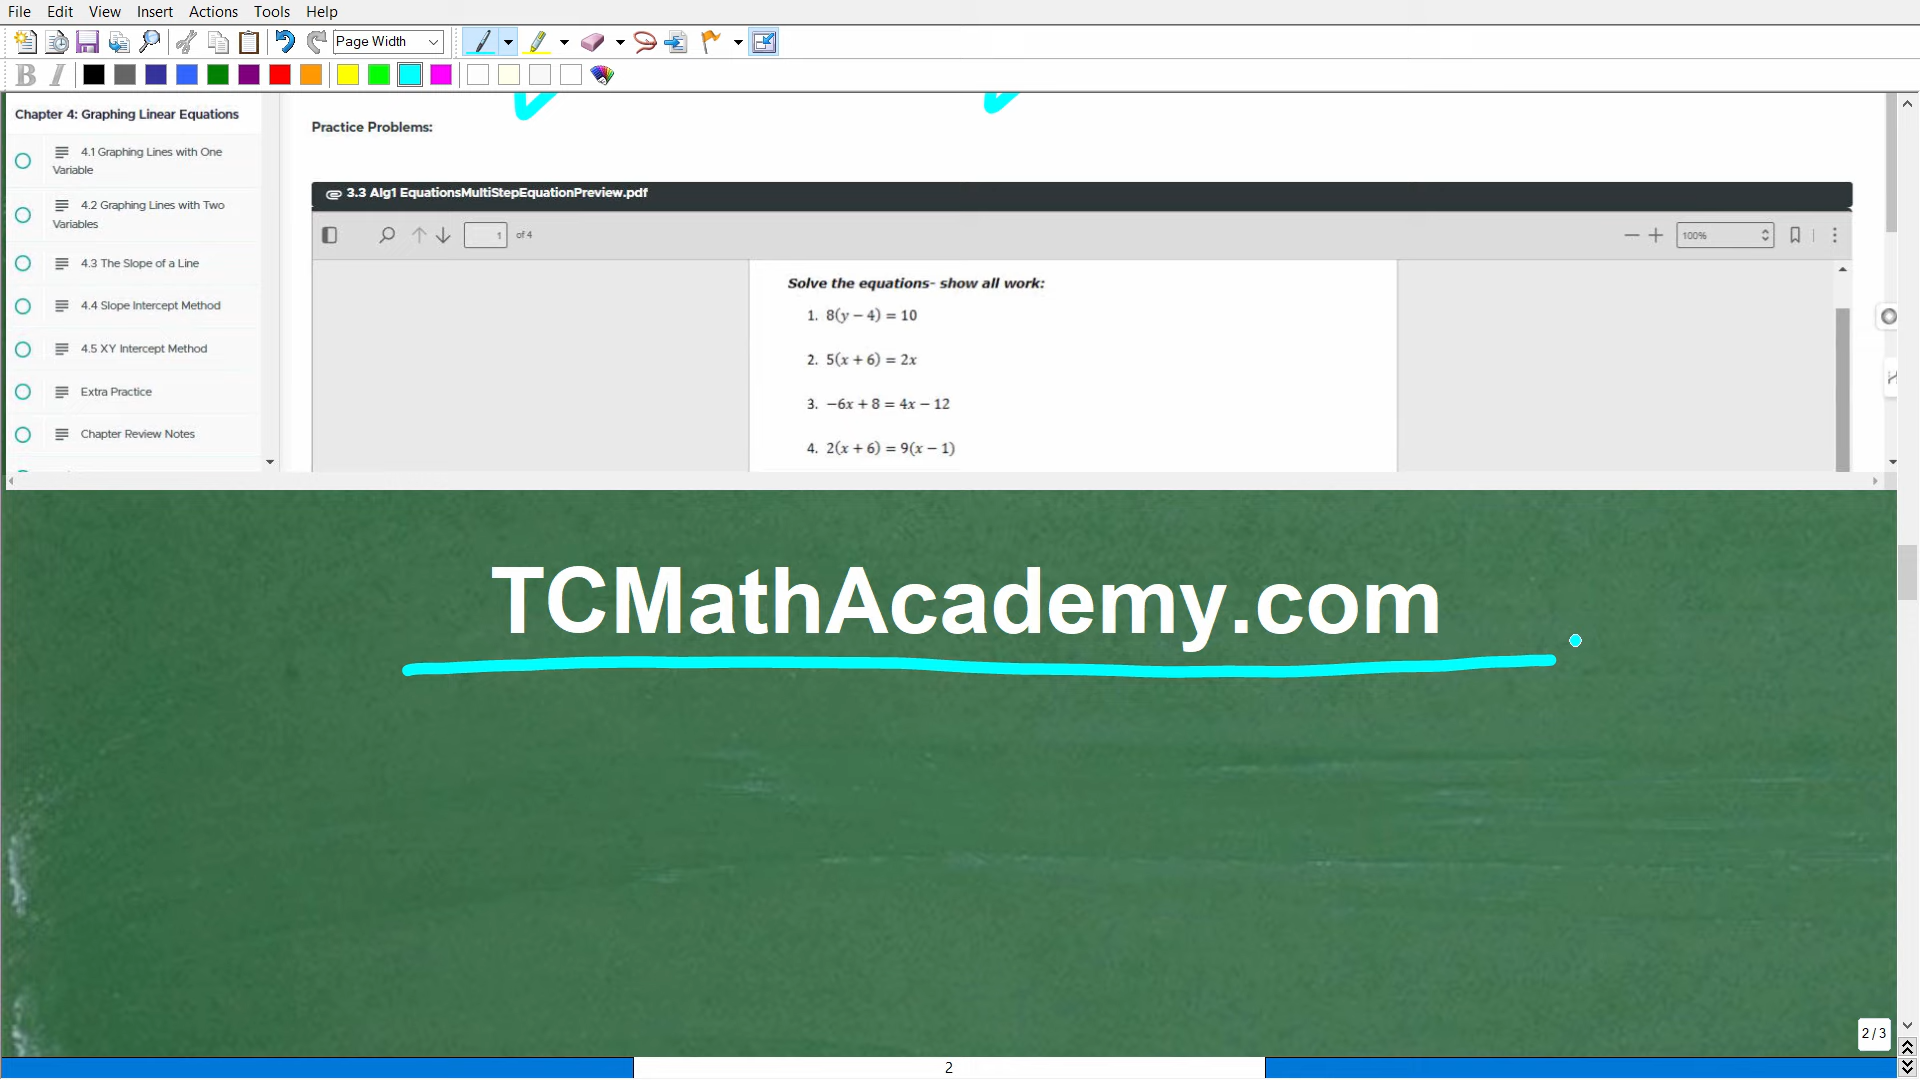 File Edit View Insert Actions Tools Help
Page Width
B I
Chapter 4: Graphing Linear Equations
4.1 Graphing Lines with One
Variable
4.2 Graphing Lines with Two
Variables
4.3 The Slope of a Line
4.4 Slope Intercept Method
4.5 XY Intercept Method
Extra Practice
Chapter Review Notes
Practice Problems:
3.3 Alg1 EquationsMultiStepEquationPreview.pdf
1 of 4
100%
Solve the equations- show all work:
1. 8(y − 4) = 10
2. 5(x + 6) = 2x
3. −6x + 8 = 4x − 12
4. 2(x + 6) = 9(x − 1)
TCMathAcademy.com
2 / 3
2